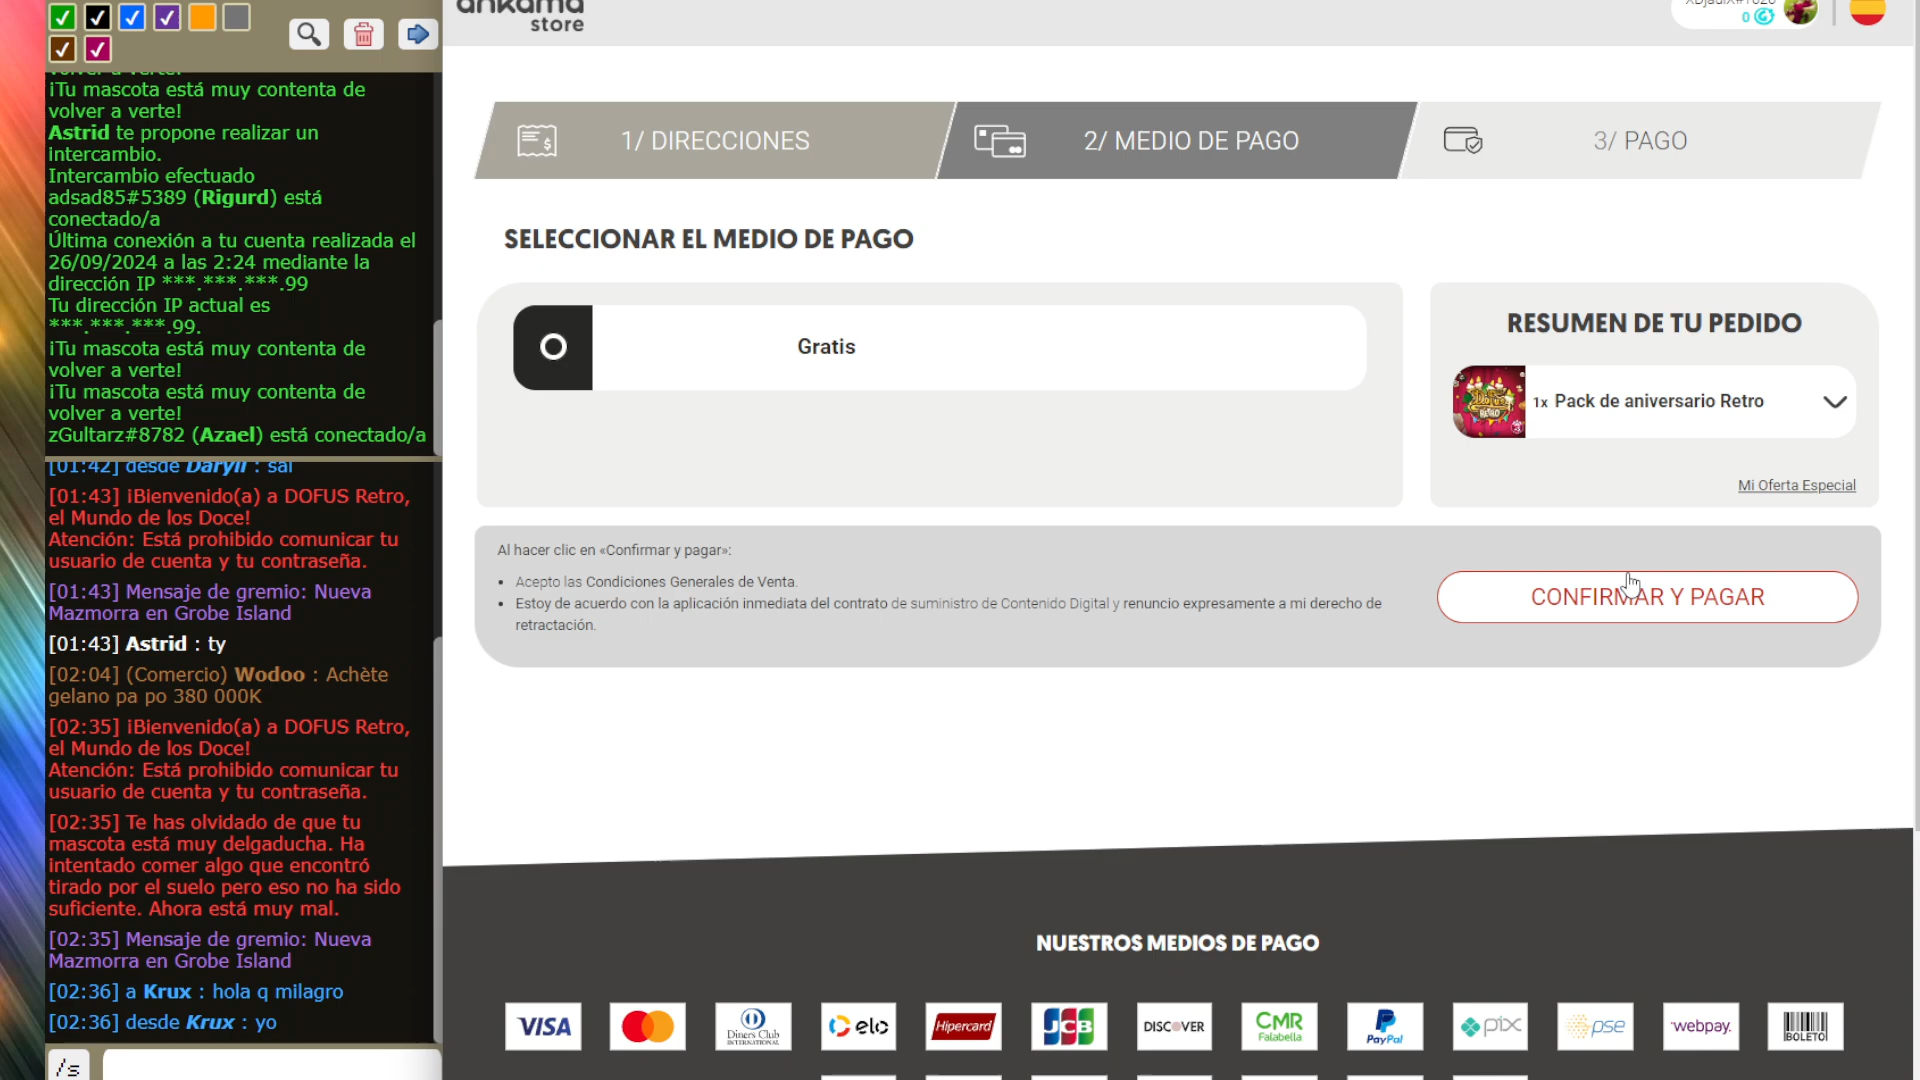 ¡Tu mascota está muy contenta de
volver a verte!
Astrid te propone realizar un
intercambio.
Intercambio efectuado
adsad85#5389 (Rigurd) está
conectado/a
Última conexión a tu cuenta realizada el
26/09/2024 a las 2:24 mediante la
dirección IP ***.***.***.99
Tu dirección IP actual es
***.***.***.99.
¡Tu mascota está muy contenta de
volver a verte!
¡Tu mascota está muy contenta de
volver a verte!
zGultarz#8782 (Azael) está conectado/a
[01:42] desde Daryll : sal
[01:43] ¡Bienvenido(a) a DOFUS Retro,
el Mundo de los Doce!
Atención: Está prohibido comunicar tu
usuario de cuenta y tu contraseña.
[01:43] Mensaje de gremio: Nueva
Mazmorra en Grobe Island
[01:43] Astrid : ty
[02:04] (Comercio) Wodoo : Achète
gelano pa po 380 000K
[02:35] ¡Bienvenido(a) a DOFUS Retro,
el Mundo de los Doce!
Atención: Está prohibido comunicar tu
usuario de cuenta y tu contraseña.
[02:35] Te has olvidado de que tu
mascota está muy delgaducha. Ha
intentado comer algo que encontró
tirado por el suelo pero eso no ha sido
suficiente. Ahora está muy mal.
[02:35] Mensaje de gremio: Nueva
Mazmorra en Grobe Island
[02:36] a Krux : hola q milagro
[02:36] desde Krux : yo
/s
ankama
store
0
1/ DIRECCIONES
2/ MEDIO DE PAGO
3/ PAGO
SELECCIONAR EL MEDIO DE PAGO
Gratis
RESUMEN DE TU PEDIDO
DOFUS
RETRO
1x Pack de aniversario Retro
Mi Oferta Especial
Al hacer clic en «Confirmar y pagar»:
• Acepto las Condiciones Generales de Venta.
• Estoy de acuerdo con la aplicación inmediata del contrato de suministro de Contenido Digital y renuncio expresamente a mi derecho de
retractación.
CONFIRMAR Y PAGAR
NUESTROS MEDIOS DE PAGO
VISA
Diners Club
INTERNATIONAL
elo
Hipercard
JCB
DISCOVER
CMR
Falabella
PayPal
pix
pse
webpay.
BOLETO